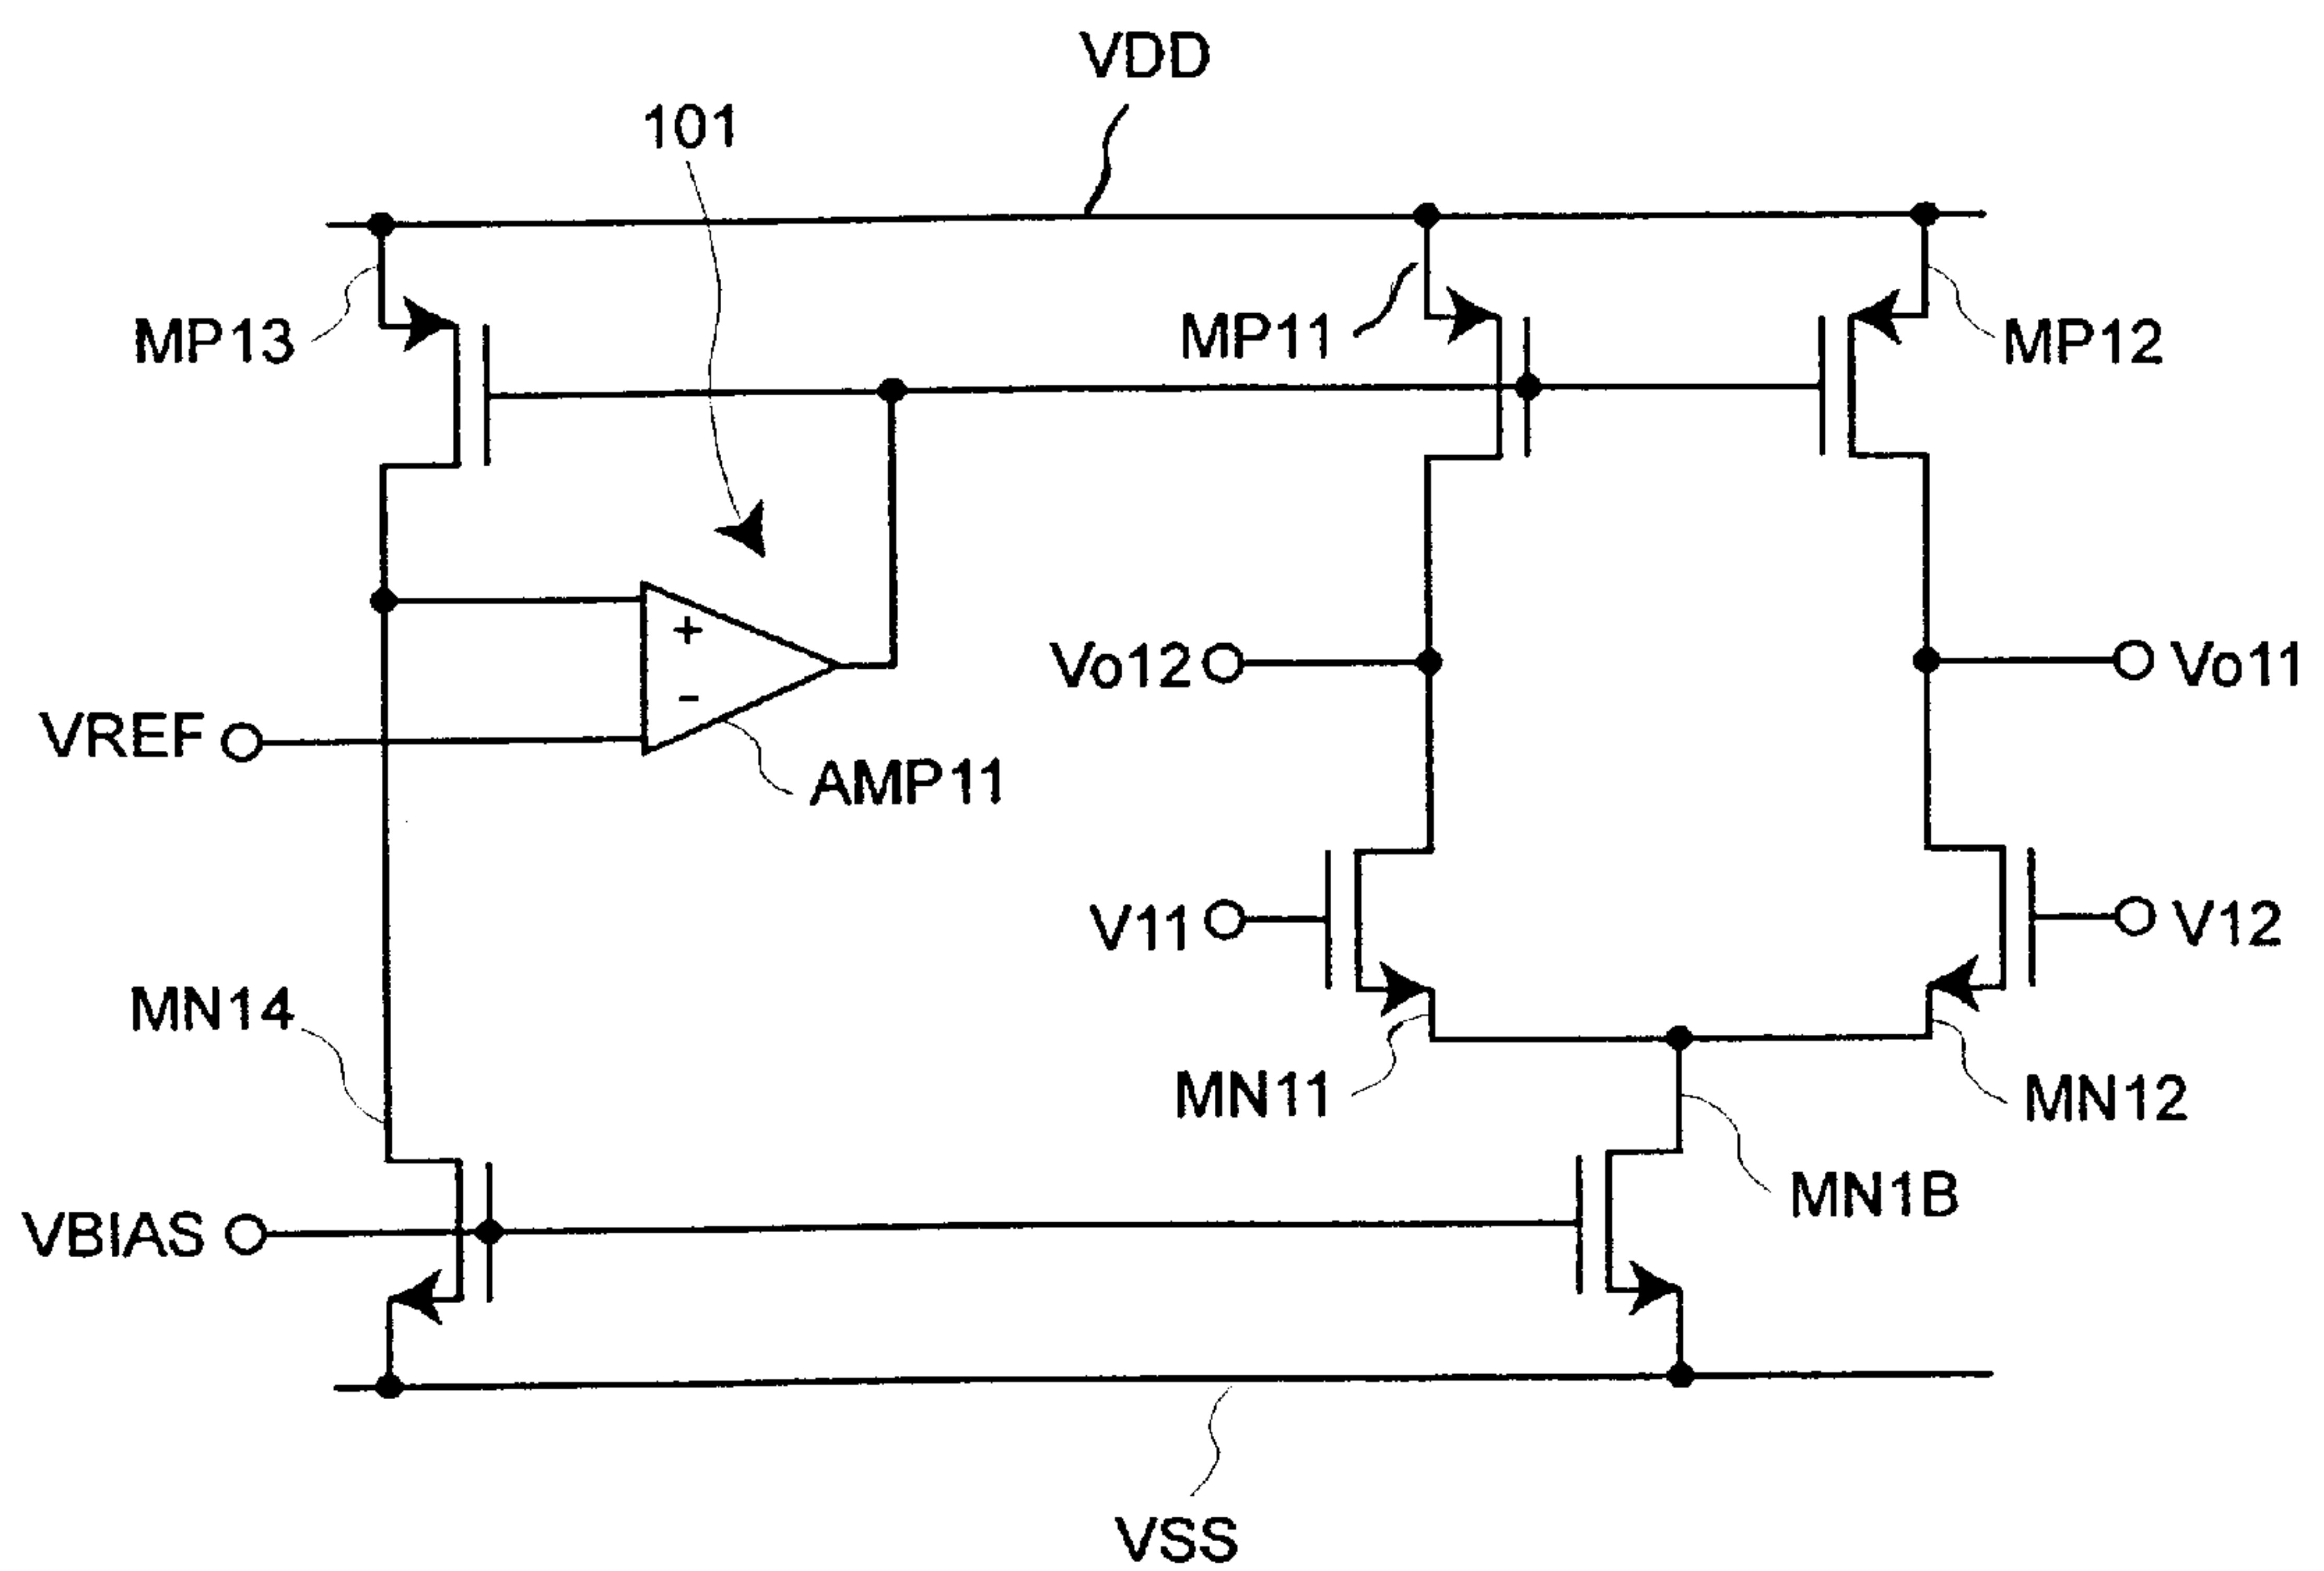 VDD
101
MP13
MP11
MP12
+
-
Vo12
Vo11
VREF
AMP11
V11
V12
MN14
MN11
MN12
MN1B
VBIAS
VSS